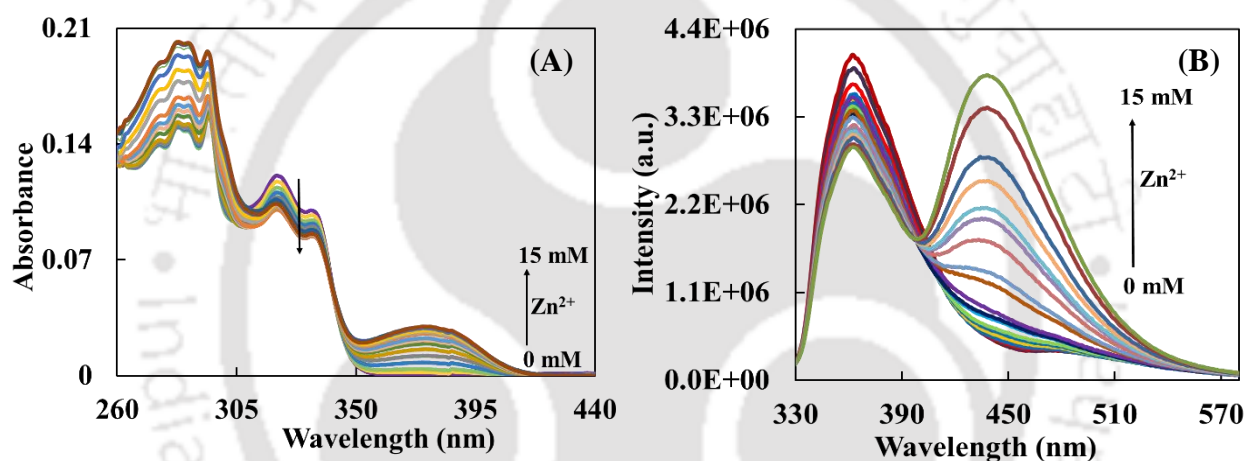 (A)
Absorbance
0.21
0.14
0.07
0
15 mM
Zn²⁺
0 mM
260 305 350 395 440
Wavelength (nm)
(B)
Intensity (a.u.)
4.4E+06
3.3E+06
2.2E+06
1.1E+06
0.0E+00
15 mM
Zn²⁺
0 mM
330 390 450 510 570
Wavelength (nm)